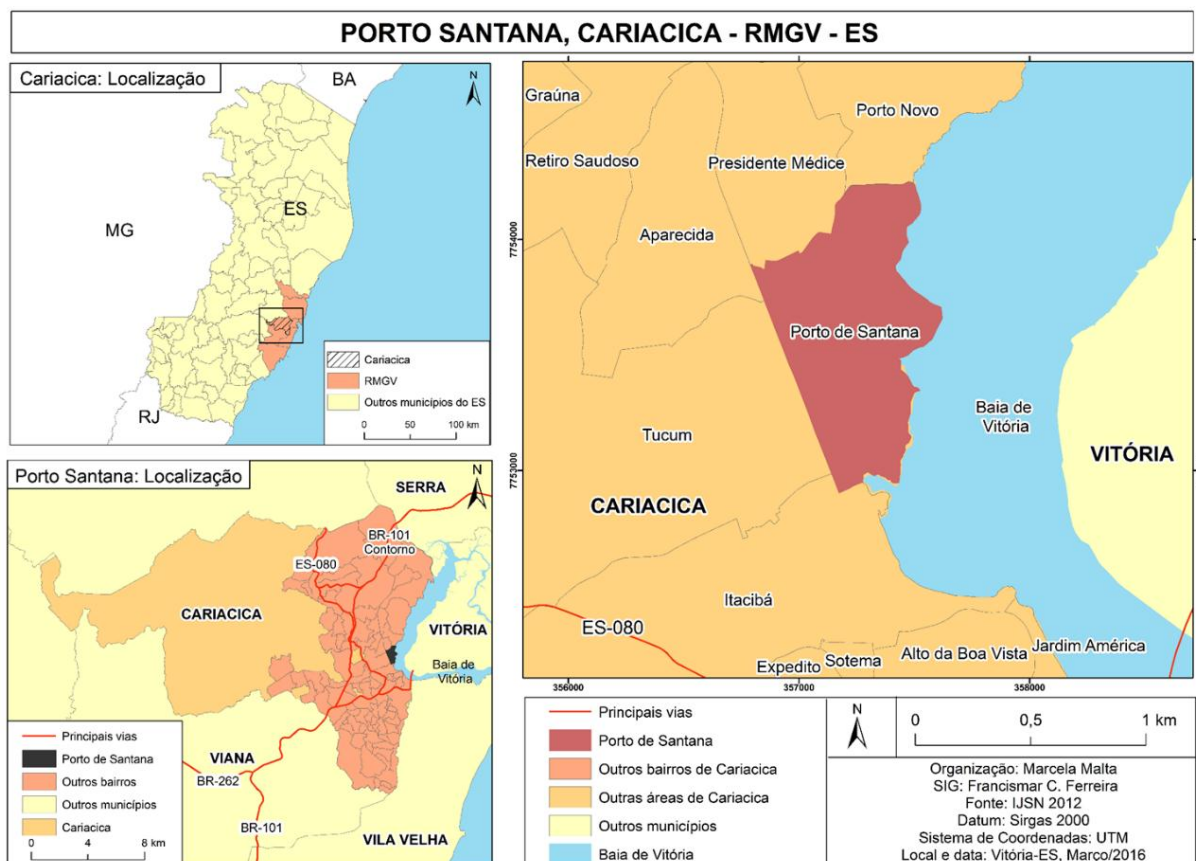 PORTO SANTANA, CARIACICA - RMGV - ES
Cariacica: Localização
BA
N
ES
MG
RJ
Cariacica
RMGV
Outros municípios do ES
0 50 100 km
Porto Santana: Localização
N
SERRA
BR-101
Contorno
ES-080
CARIACICA
VITÓRIA
Baia de
Vitória
VIANA
BR-262
BR-101
VILA VELHA
Principais vias
Porto de Santana
Outros bairros
Outros municípios
Cariacica
0 4 8 km
Graúna
Porto Novo
Retiro Saudoso
Presidente Médice
Aparecida
Porto de Santana
Baia de
Vitória
Tucum
VITÓRIA
CARIACICA
Itacibá
ES-080
Expedito
Sotema
Alto da Boa Vista
Jardim América
7754000
7753000
356000
357000
358000
Principais vias
Porto de Santana
Outros bairros de Cariacica
Outras áreas de Cariacica
Outros municípios
Baia de Vitória
N
0 0,5 1 km
Organização: Marcela Malta
SIG: Francismar C. Ferreira
Fonte: IJSN 2012
Datum: Sirgas 2000
Sistema de Coordenadas: UTM
Local e data: Vitória-ES, Março/2016